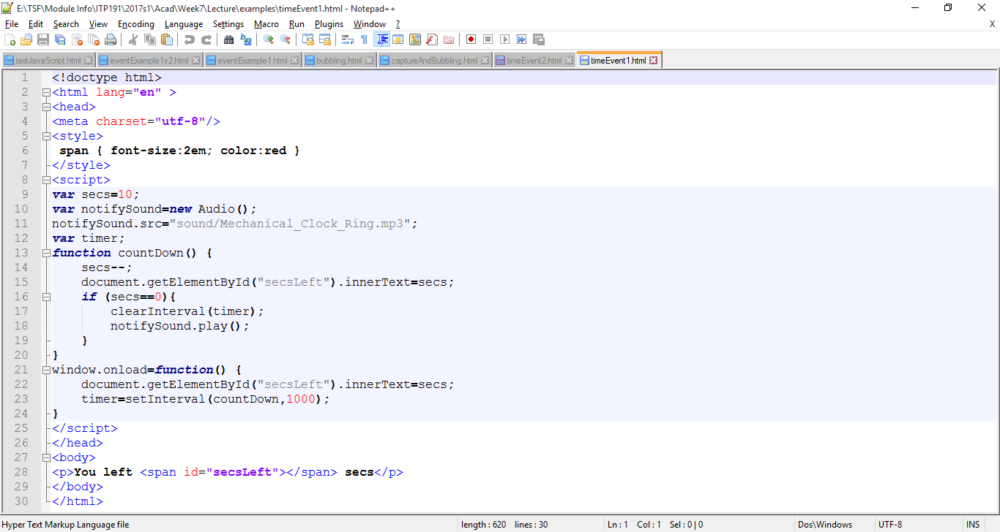 E:\TSF\Module Info\ITP191\2017s1\Acad\Week7\Lecture\examples\timeEvent1.html - Notepad++
File Edit Search View Encoding Language Settings Macro Run Plugins Window ? X
testJavaScript.html eventExample1v2.html eventExample1.html bubbling.html captureAndBubbling.html timeEvent2.html timeEvent1.html
1 <!doctype html>
2 <html lang="en" >
3 <head>
4 <meta charset="utf-8"/>
5 <style>
6  span { font-size:2em; color:red }
7 </style>
8 <script>
9 var secs=10;
10 var notifySound=new Audio();
11 notifySound.src="sound/Mechanical_Clock_Ring.mp3";
12 var timer;
13 function countDown() {
14     secs--;
15     document.getElementById("secsLeft").innerText=secs;
16     if (secs==0){
17         clearInterval(timer);
18         notifySound.play();
19     }
20 }
21 window.onload=function() {
22     document.getElementById("secsLeft").innerText=secs;
23     timer=setInterval(countDown,1000);
24 }
25 </script>
26 </head>
27 <body>
28 <p>You left <span id="secsLeft"></span> secs</p>
29 </body>
30 </html>
Hyper Text Markup Language file length : 620 lines : 30 Ln : 1 Col : 1 Sel : 0 | 0 Dos\Windows UTF-8 INS